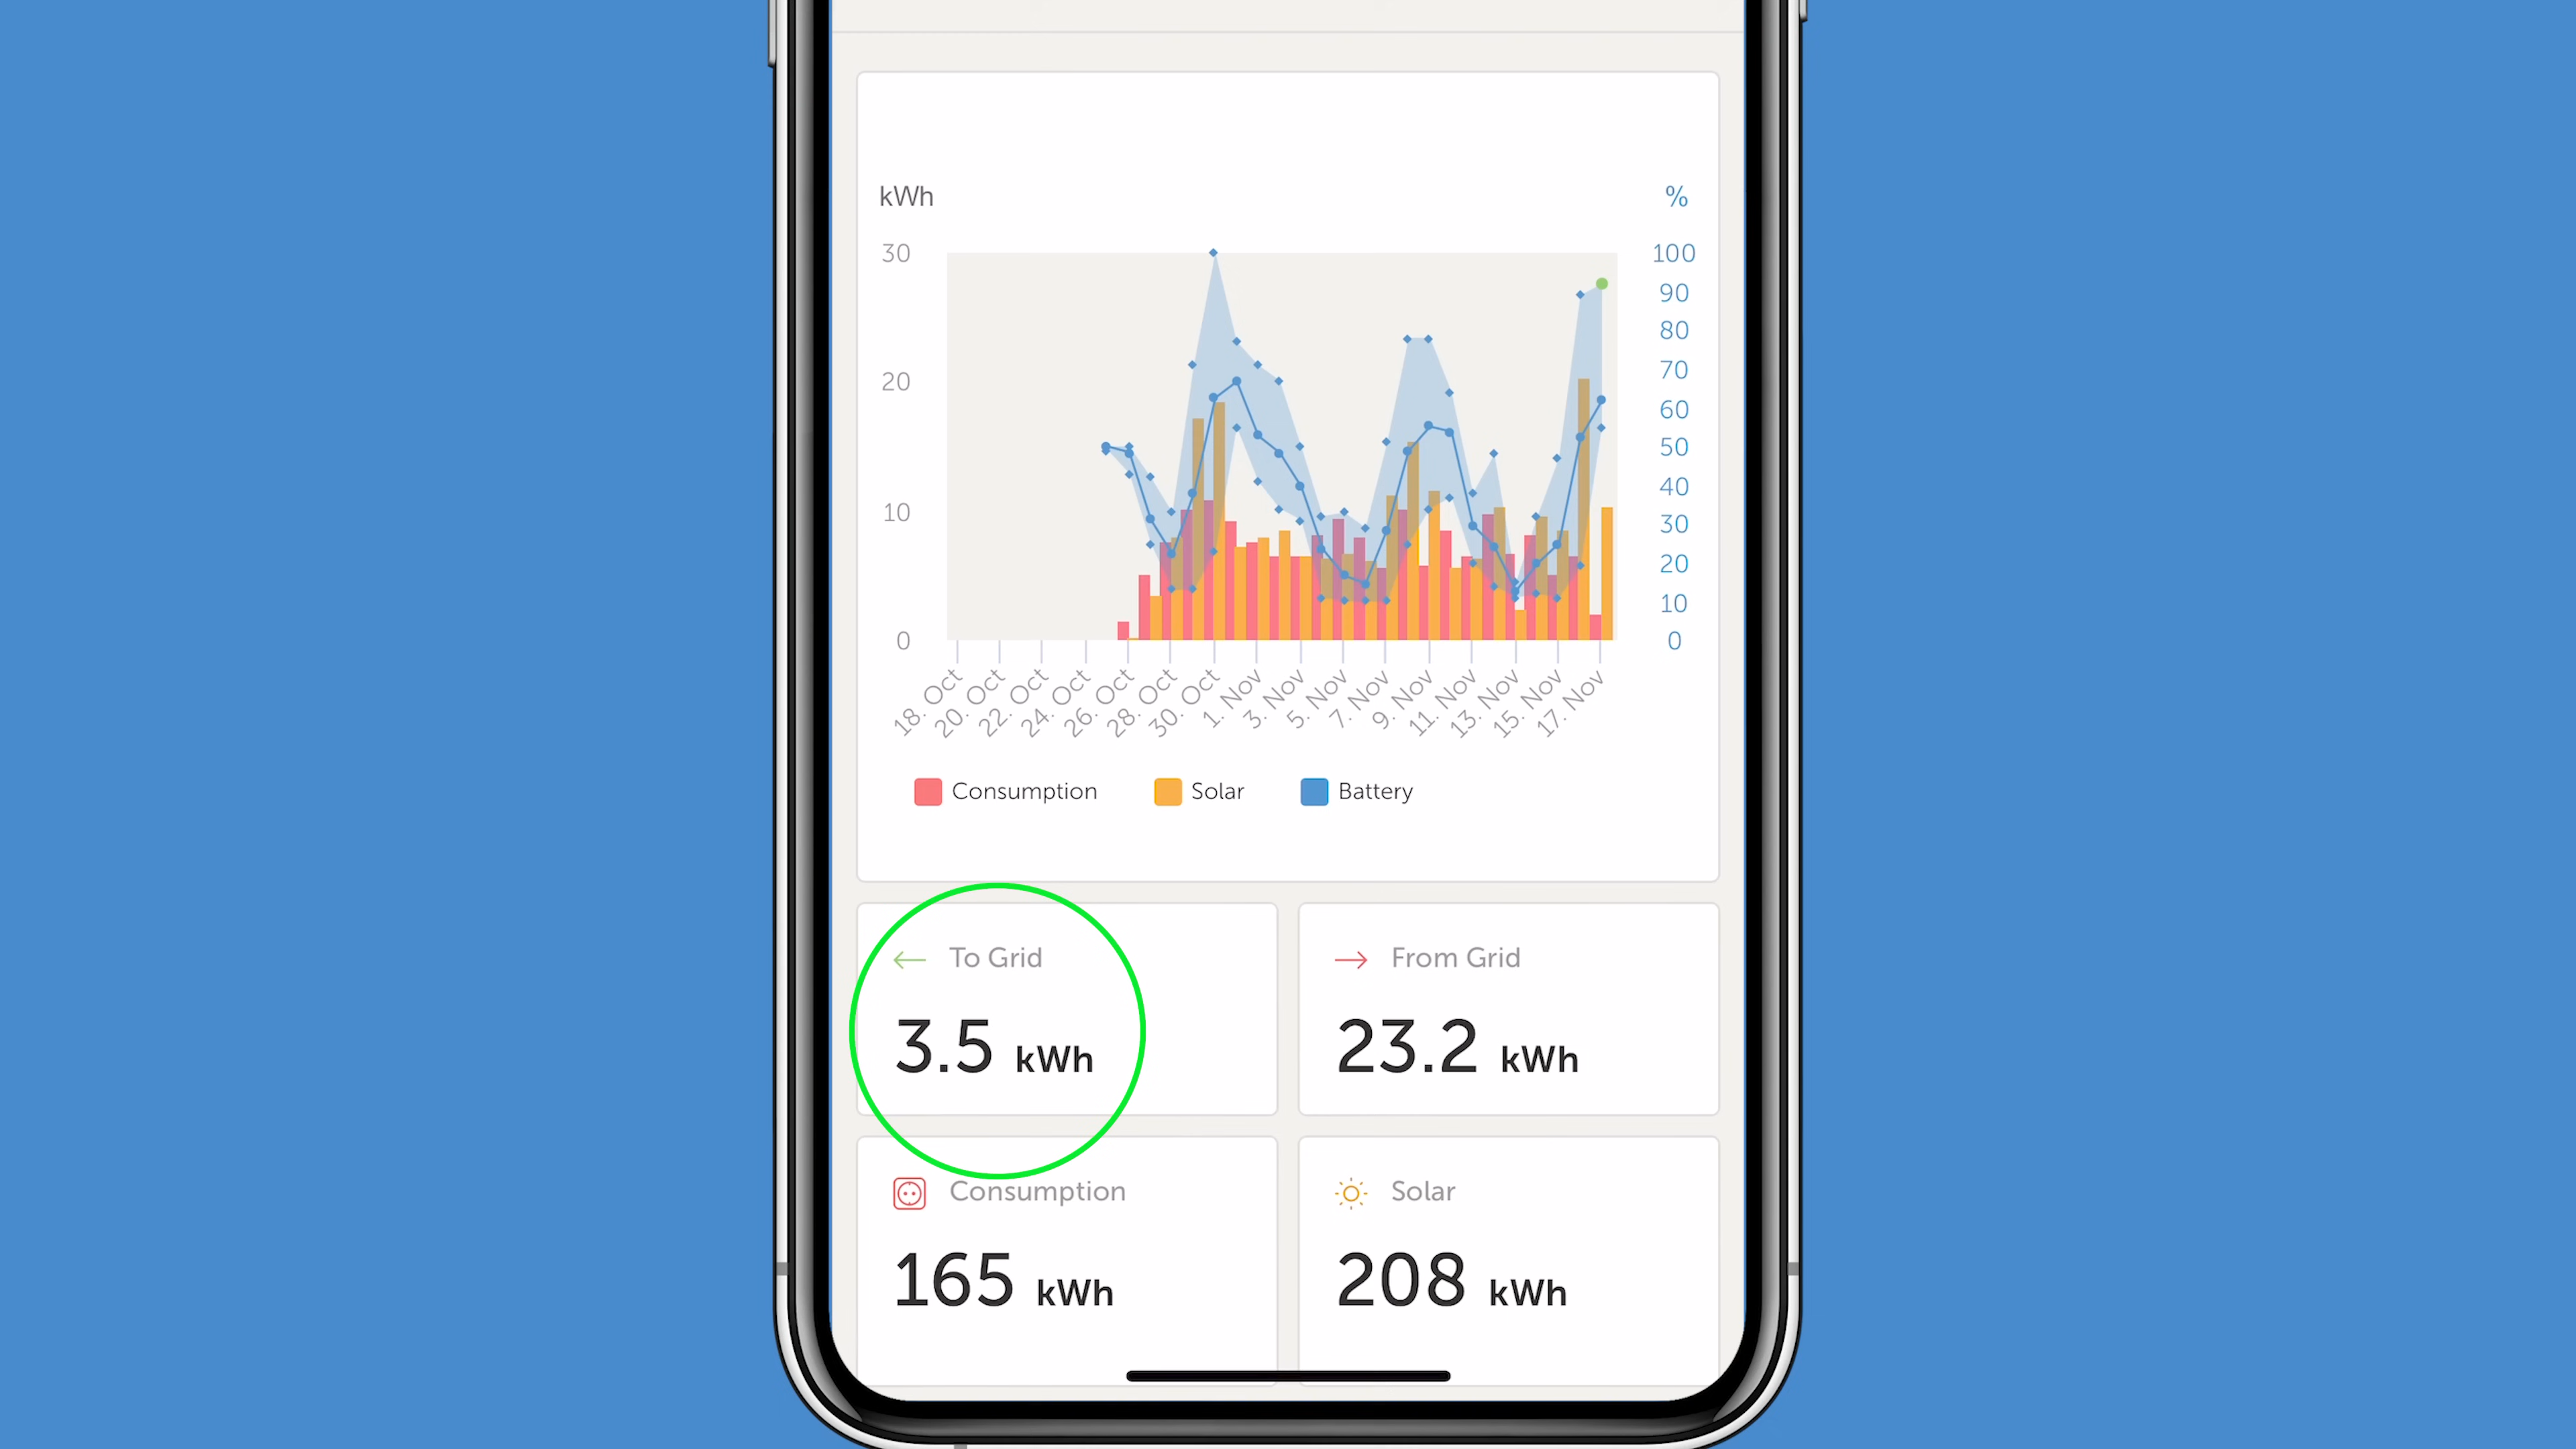 kWh %
30 100
90
80
20 70
60
50
10 40
30
20
10
0 0
18. Oct 20. Oct 22. Oct 24. Oct 26. Oct 28. Oct 30. Oct 1. Nov 3. Nov 5. Nov 7. Nov 9. Nov 11. Nov 13. Nov 15. Nov 17. Nov
Consumption Solar Battery
To Grid
3.5 kWh
From Grid
23.2 kWh
Consumption
165 kWh
Solar
208 kWh